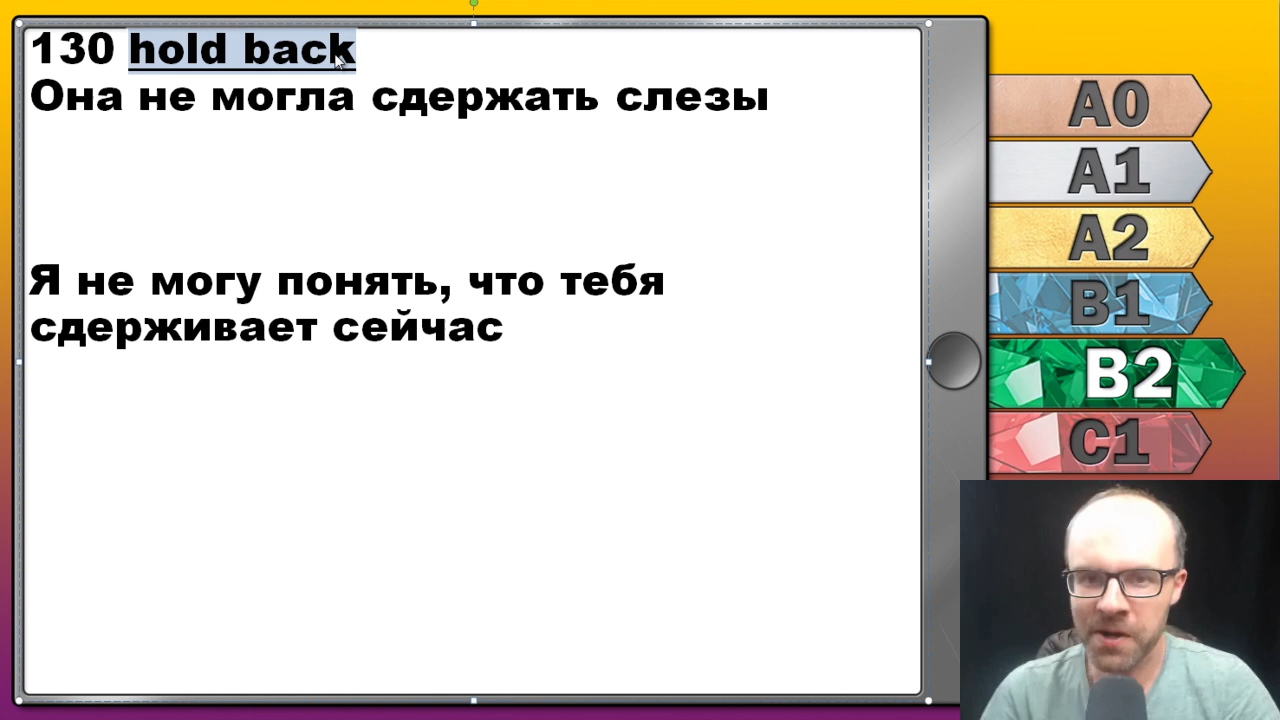 130 hold back
Она не могла сдержать слезы
Я не могу понять, что тебя
сдерживает сейчас
A0
A1
A2
B1
B2
C1